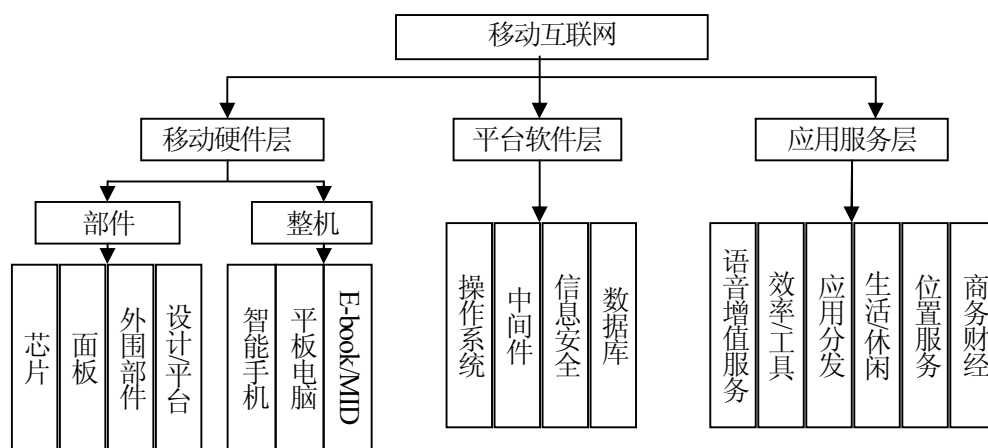 移动互联网
移动硬件层
平台软件层
应用服务层
部件
整机
芯片
面板
外围部件
设计/平台
智能手机
平板电脑
E-book/MID
操作系统
中间件
信息安全
数据库
语音增值服务
效率/工具
应用分发
生活/休闲
位置服务
商务财经